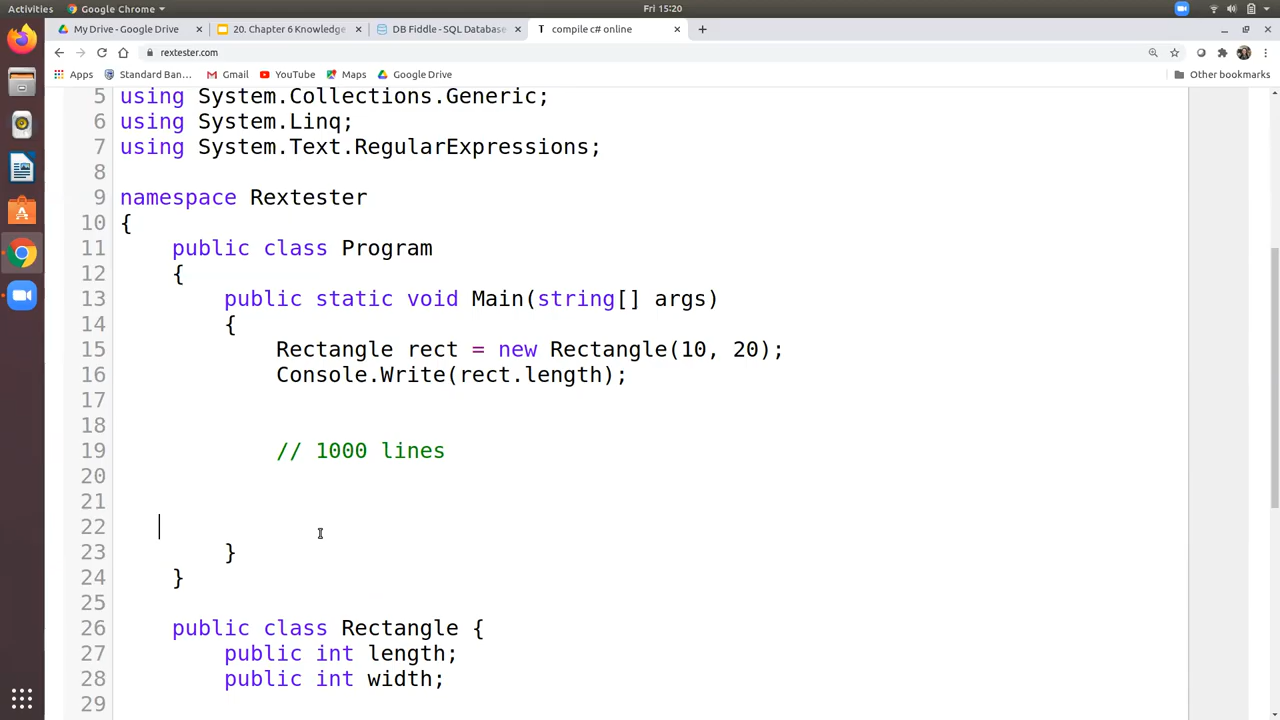 Activities Google Chrome Fri 15:20
My Drive - Google Drive 20. Chapter 6 Knowledge DB Fiddle - SQL Database compile c# online
rextester.com
Apps Standard Ban... Gmail YouTube Maps Google Drive Other bookmarks
5 using System.Collections.Generic;
6 using System.Linq;
7 using System.Text.RegularExpressions;
8
9 namespace Rextester
10 {
11 public class Program
12 {
13 public static void Main(string[] args)
14 {
15 Rectangle rect = new Rectangle(10, 20);
16 Console.Write(rect.length);
17
18
19 // 1000 lines
20
21
22
23 }
24 }
25
26 public class Rectangle {
27 public int length;
28 public int width;
29